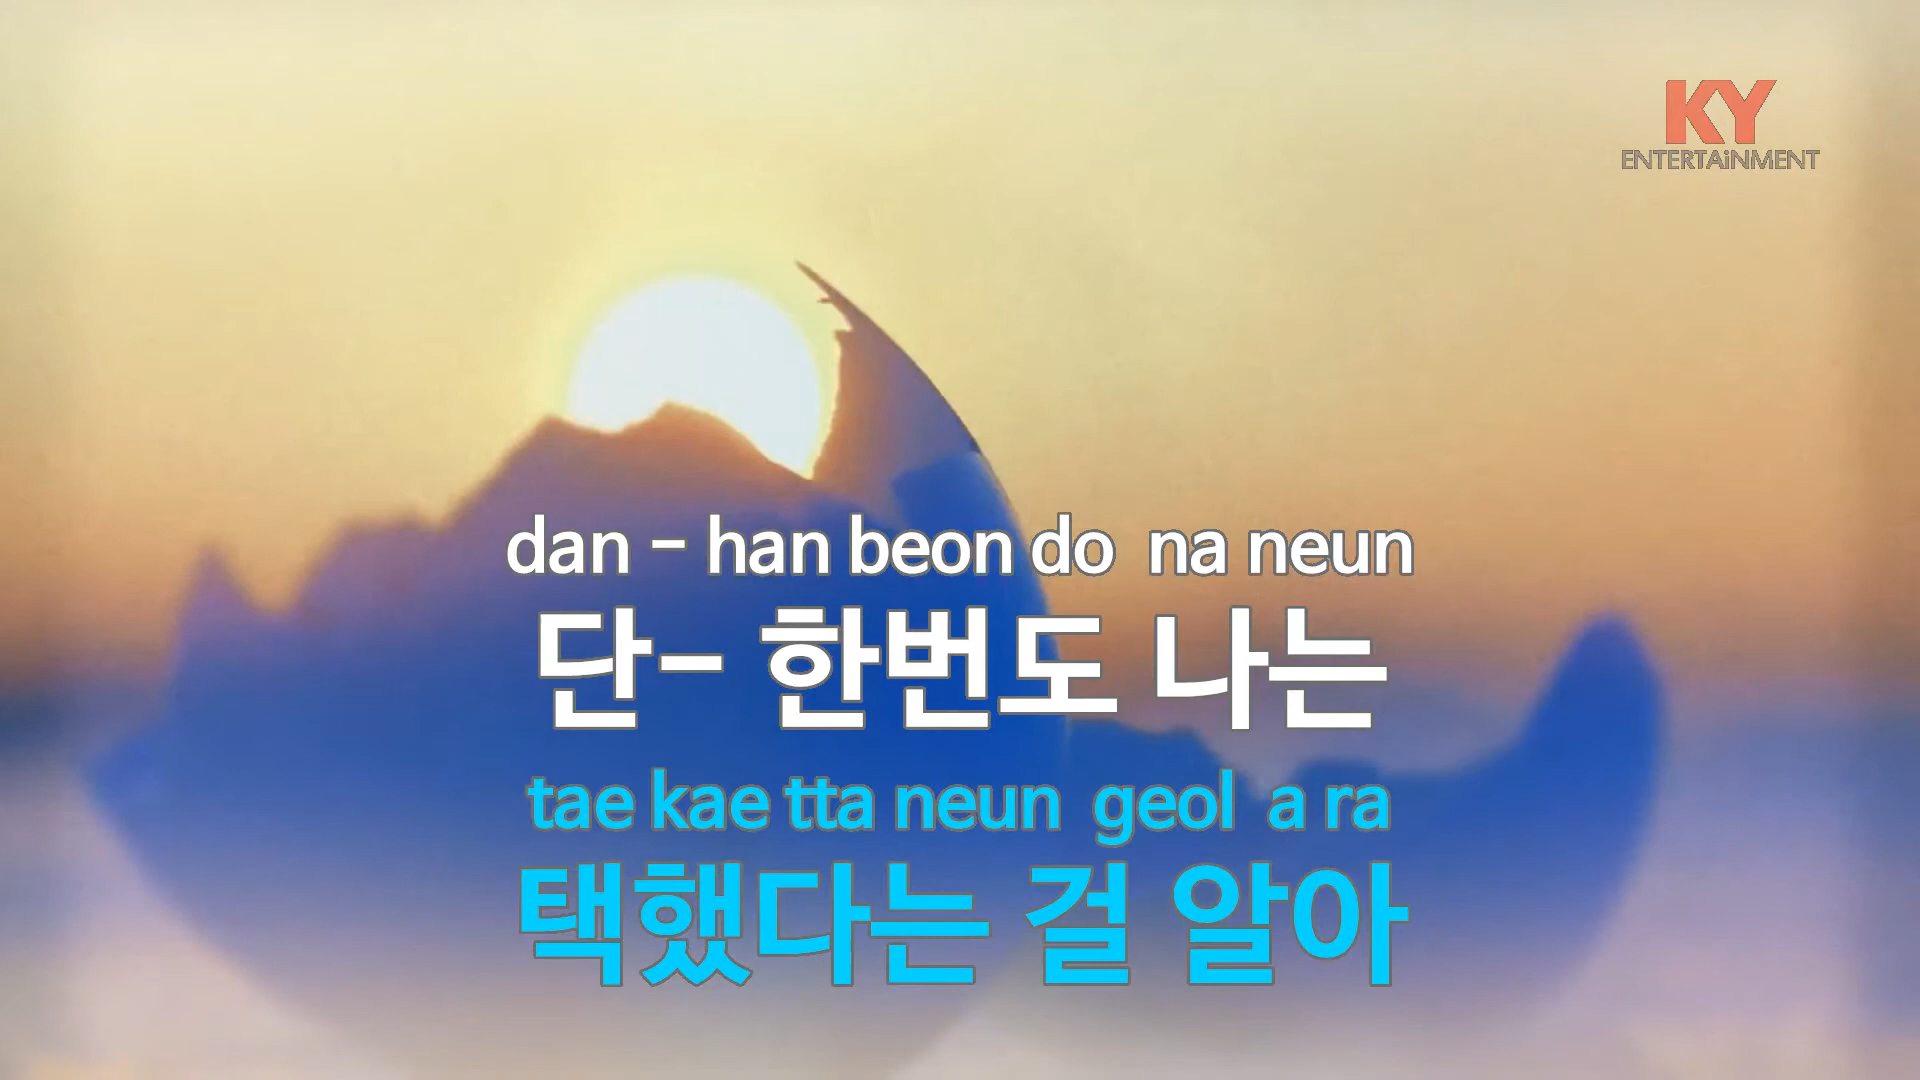 KY
ENTERTAiNMENT
dan - han beon do na neun
단- 한번도 나는
tae kae tta neun geol a ra
택했다는 걸 알아